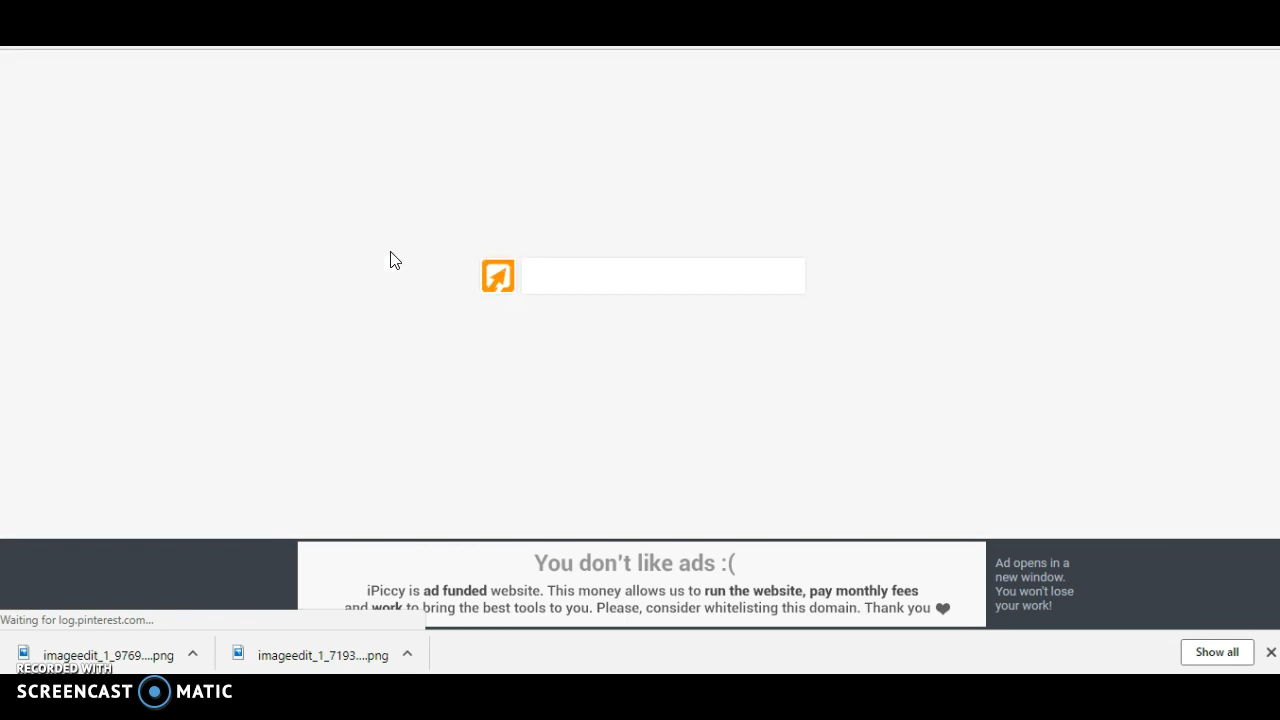 You don't like ads :(
iPiccy is ad funded website. This money allows us to run the website, pay monthly fees
and work to bring the best tools to you. Please, consider whitelisting this domain. Thank you
Ad opens in a
new window.
You won't lose
your work!
Waiting for log.pinterest.com...
imageedit_1_9769....png
imageedit_1_7193....png
Show all
RECORDED WITH
SCREENCAST MATIC